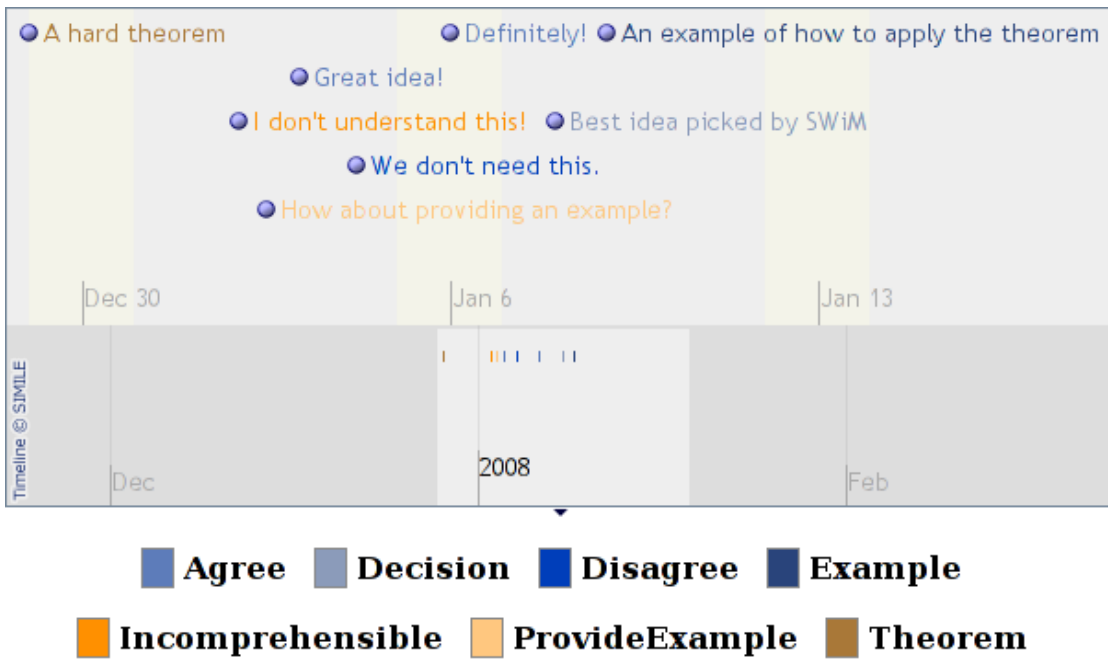 A hard theorem
Definitely!
An example of how to apply the theorem
Great idea!
I don't understand this!
Best idea picked by SWiM
We don't need this.
How about providing an example?
Dec 30
Jan 6
Jan 13
Timeline © SIMILE
Dec
2008
Feb
Agree
Decision
Disagree
Example
Incomprehensible
ProvideExample
Theorem